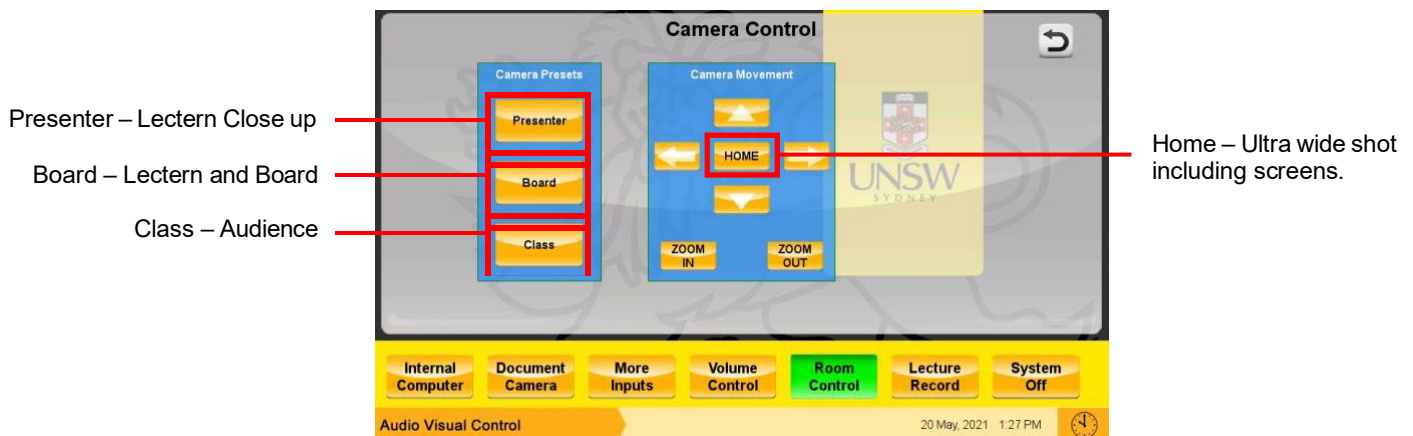 Camera Control
Camera Presets
Camera Movement
Presenter – Lectern Close up
Presenter
Board – Lectern and Board
Board
Class – Audience
Class
HOME
ZOOM
IN
ZOOM
OUT
UNSW
SYDNEY
Home – Ultra wide shot
including screens.
Internal
Computer
Document
Camera
More
Inputs
Volume
Control
Room
Control
Lecture
Record
System
Off
Audio Visual Control
20 May, 2021 1:27 PM